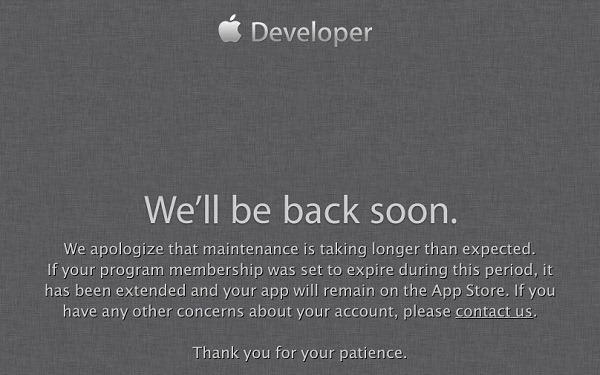 Developer
We’ll be back soon.
We apologize that maintenance is taking longer than expected.
If your program membership was set to expire during this period, it
has been extended and your app will remain on the App Store. If you
have any other concerns about your account, please contact us.
Thank you for your patience.